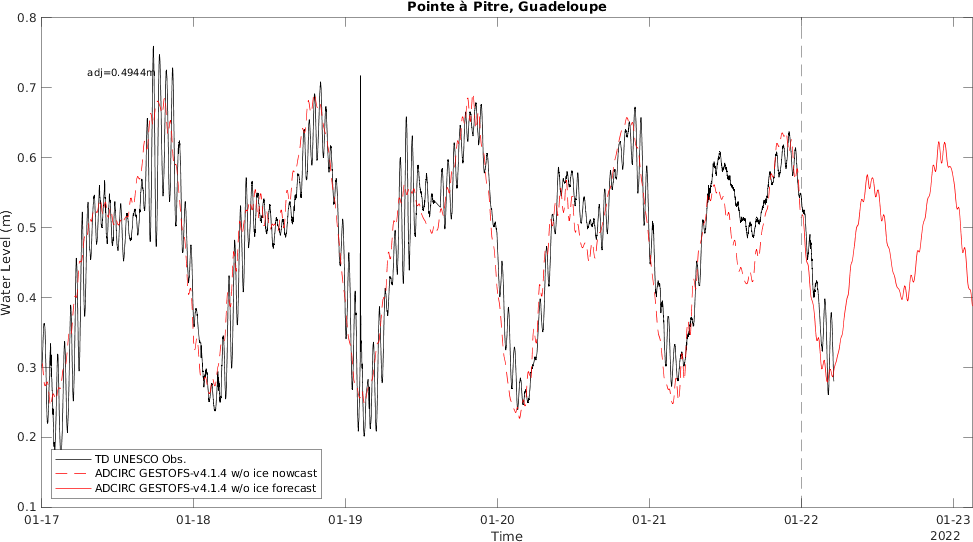 Pointe à Pitre, Guadeloupe
0.8
0.7
0.6
0.5
0.4
0.3
0.2
0.1
Water Level (m)
adj=0.4944m
TD UNESCO Obs.
ADCIRC GESTOFS-v4.1.4 w/o ice nowcast
ADCIRC GESTOFS-v4.1.4 w/o ice forecast
01-17 01-18 01-19 01-20 01-21 01-22 01-23
Time
2022